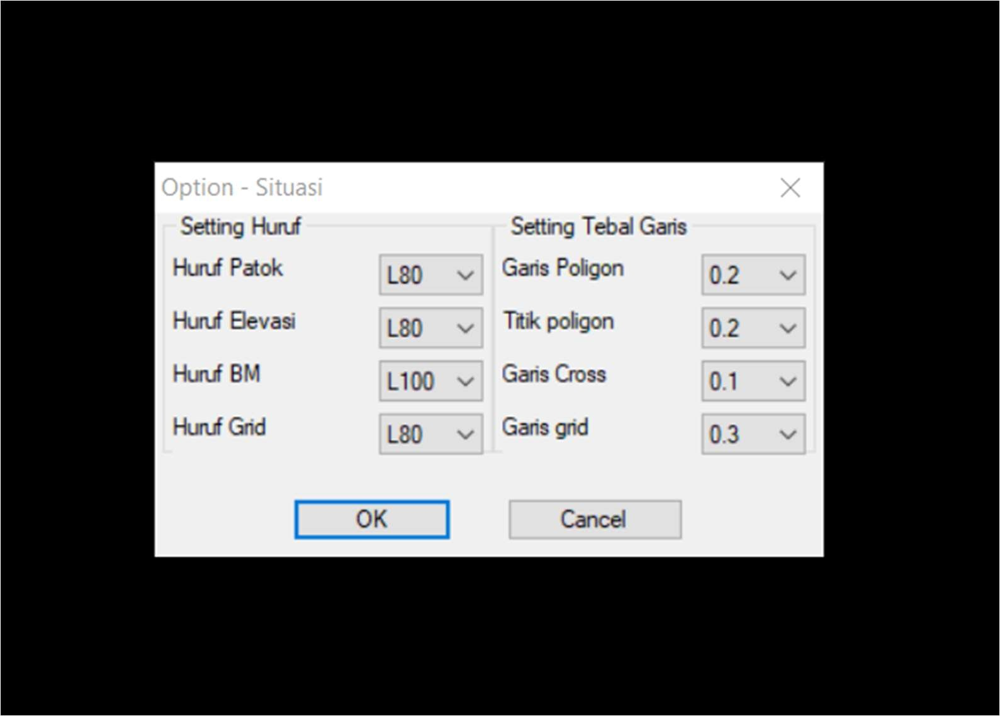 Option - Situasi
Setting Huruf
Huruf Patok L80
Huruf Elevasi L80
Huruf BM L100
Huruf Grid L80
Setting Tebal Garis
Garis Poligon 0.2
Titik poligon 0.2
Garis Cross 0.1
Garis grid 0.3
OK
Cancel